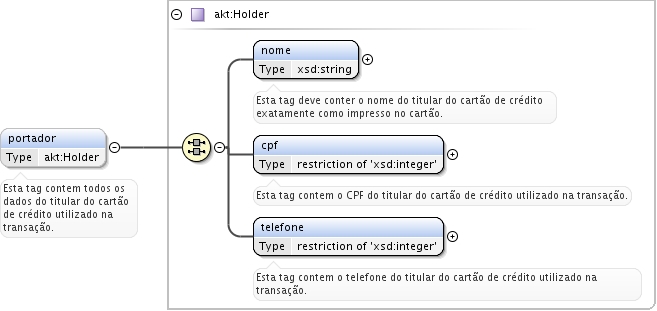 akt:Holder
nome
Type xsd:string
Esta tag deve conter o nome do titular do cartão de crédito
exatamente como impresso no cartão.
cpf
Type restriction of 'xsd:integer'
Esta tag contem o CPF do titular do cartão de crédito utilizado na transação.
portador
Type akt:Holder
Esta tag contem todos os
dados do titular do cartão
de crédito utilizado na
transação.
telefone
Type restriction of 'xsd:integer'
Esta tag contem o telefone do titular do cartão de crédito utilizado na
transação.